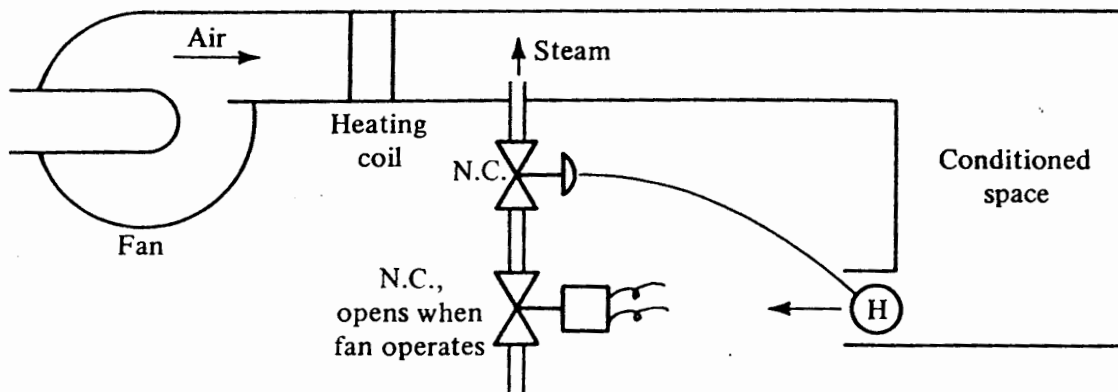 Air
Steam
Heating
coil
N.C.
Conditioned
space
Fan
N.C.,
opens when
fan operates
H